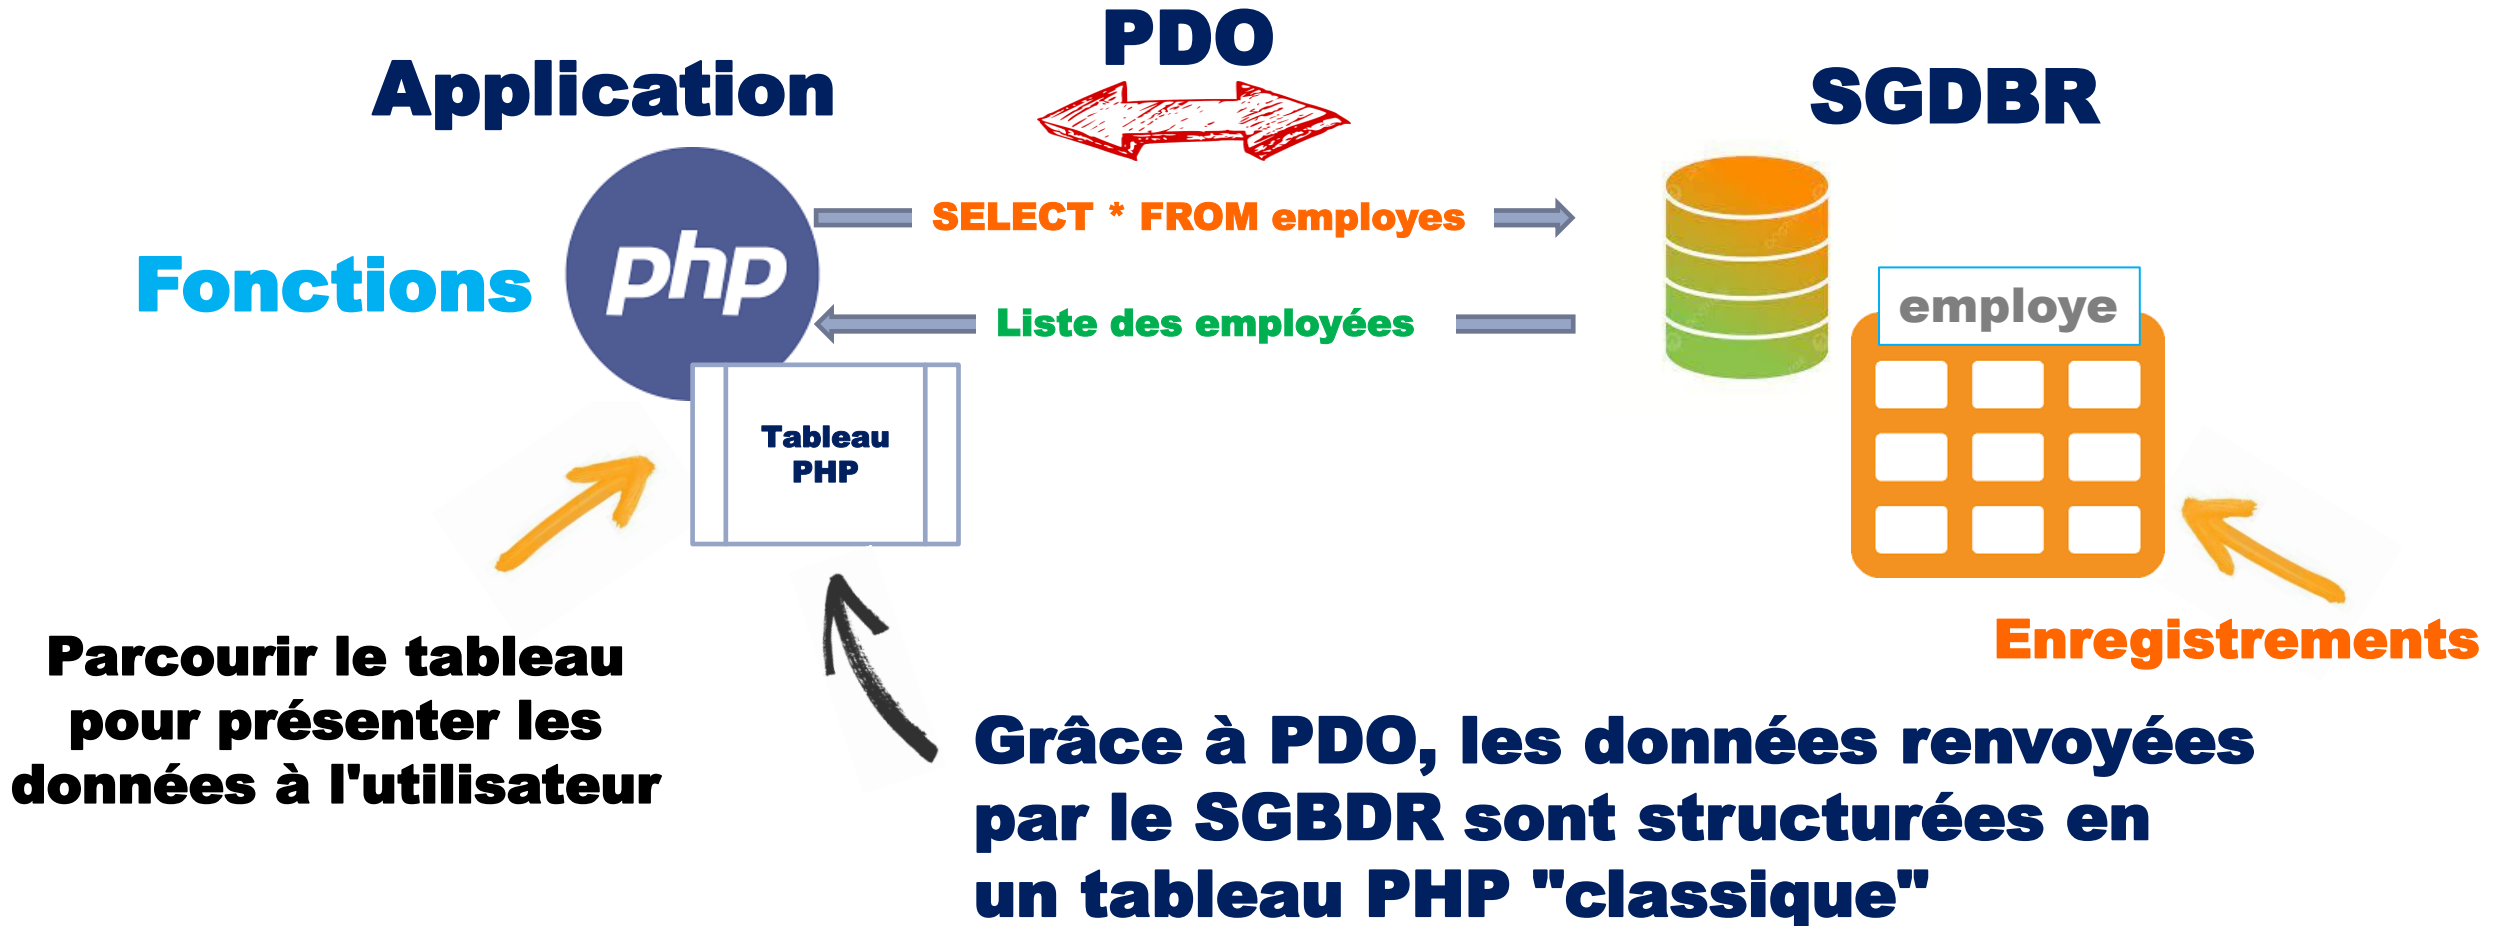 PDO
Application
SGDBR
SELECT * FROM employes
php
Fonctions
Liste des employées
employe
Tableau
PHP
Enregistrements
Parcourir le tableau
pour présenter les
données à l'utilisateur
Grâce à PDO, les données renvoyées
par le SGBDR sont structurées en
un tableau PHP "classique"